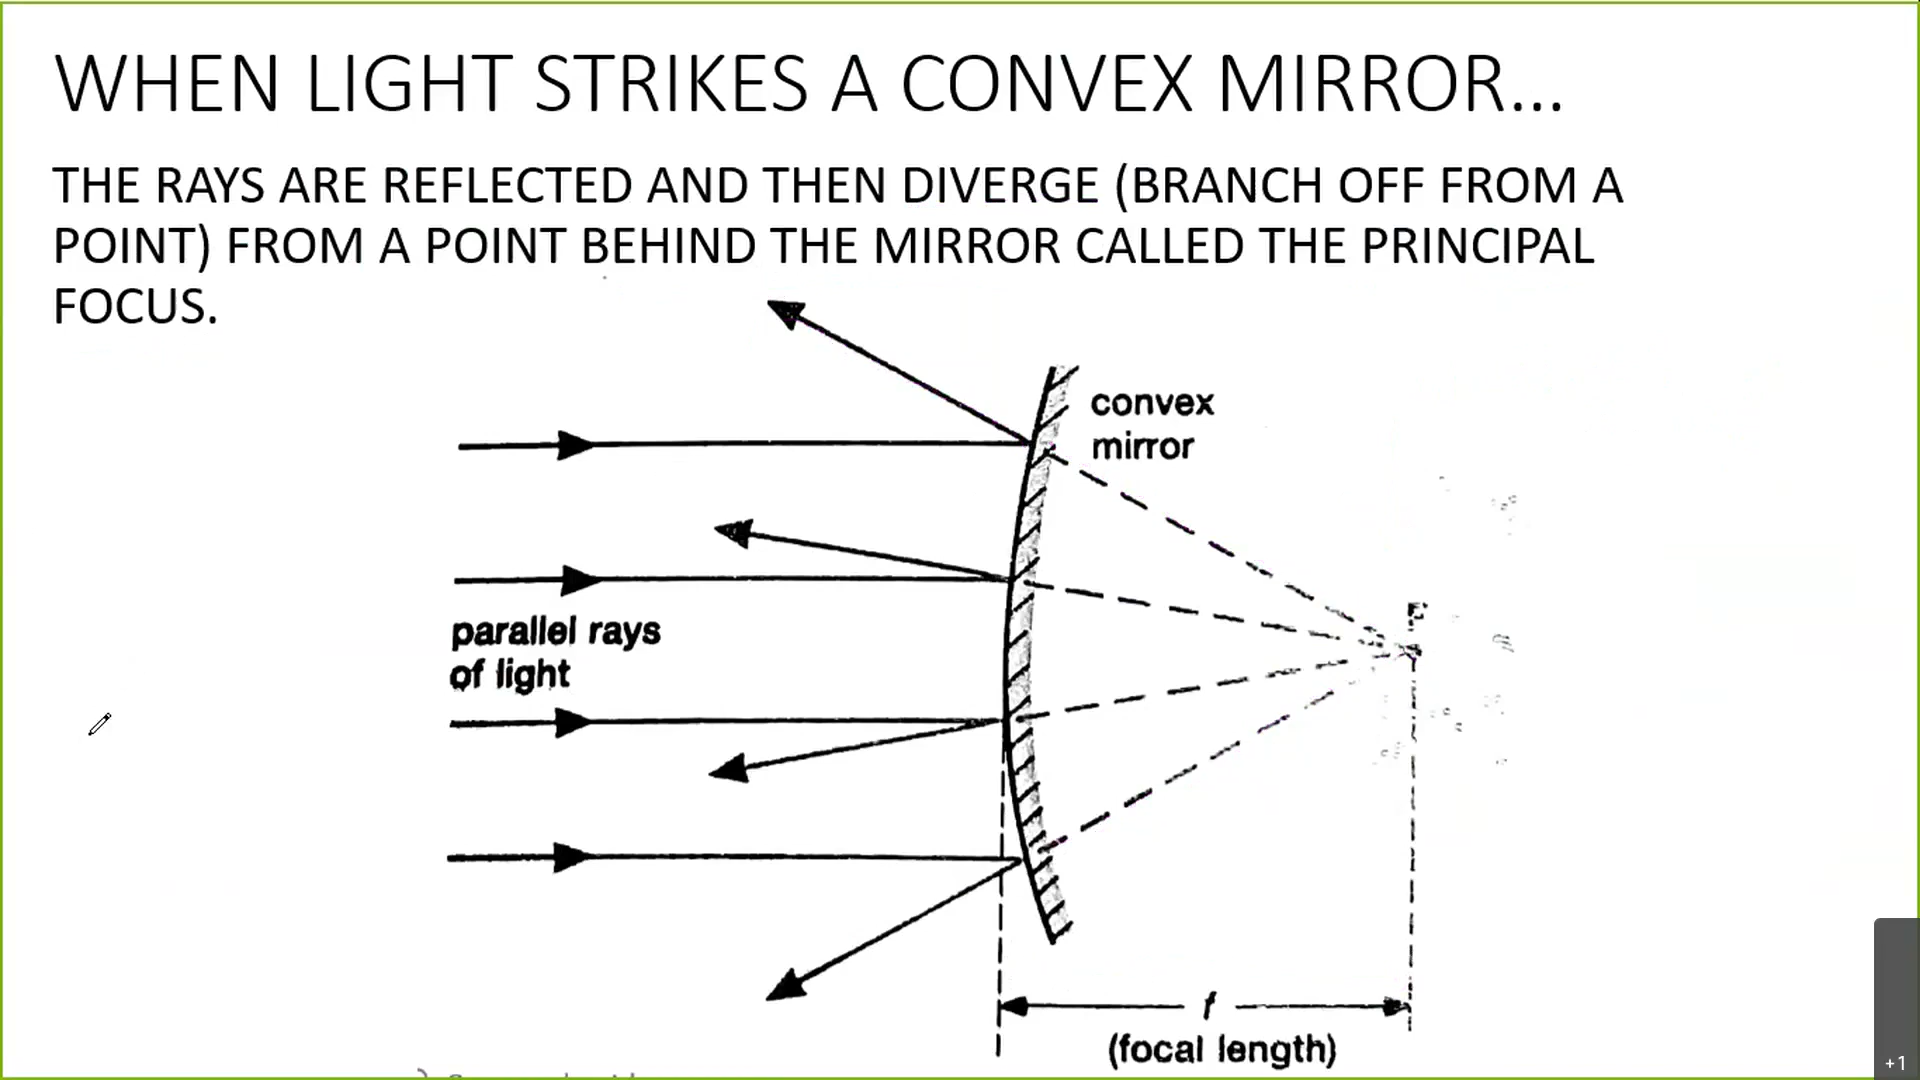 WHEN LIGHT STRIKES A CONVEX MIRROR...
THE RAYS ARE REFLECTED AND THEN DIVERGE (BRANCH OFF FROM A
POINT) FROM A POINT BEHIND THE MIRROR CALLED THE PRINCIPAL
FOCUS.
convex
mirror
F
parallel rays
of light
f
(focal length)
+1